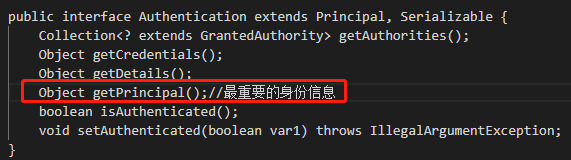 public interface Authentication extends Principal, Serializable {
Collection<? extends GrantedAuthority> getAuthorities();
Object getCredentials();
Object getDetails();
Object getPrincipal();//最重要的身份信息
boolean isAuthenticated();
void setAuthenticated(boolean var1) throws IllegalArgumentException;
}